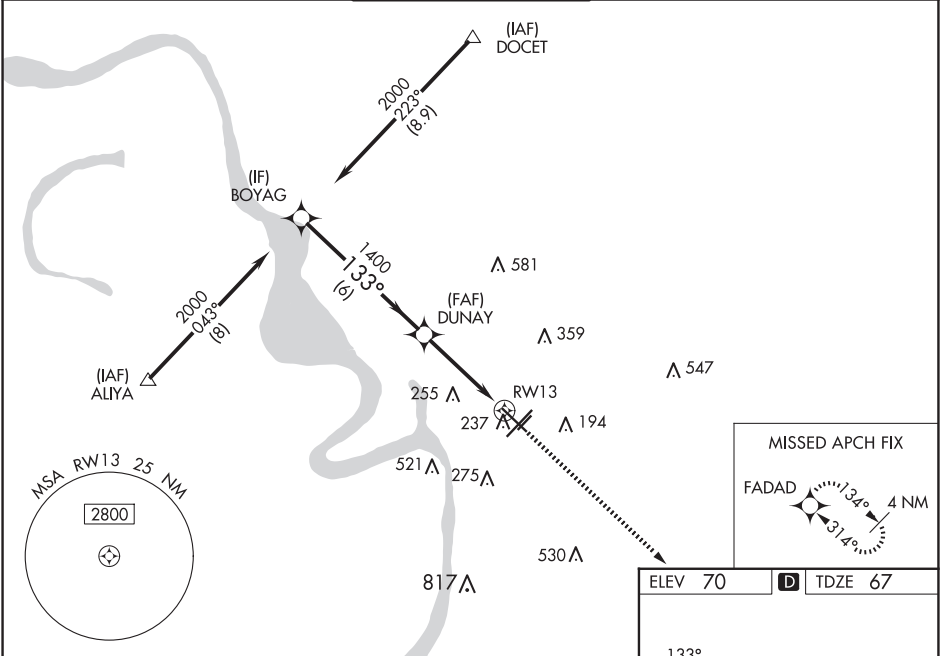 (IAF)
DOCET
2000
223°
(8.9)
(IF)
BOYAG
1400
133°
(6)
581
(FAF)
DUNAY
359
2000
043°
(8)
547
(IAF)
ALIYA
255
RW13
237
194
MISSED APCH FIX
521
275
FADAD
134°
4 NM
314°
MSA RW13 25 NM
2800
530
817
ELEV 70
D
TDZE 67
133°